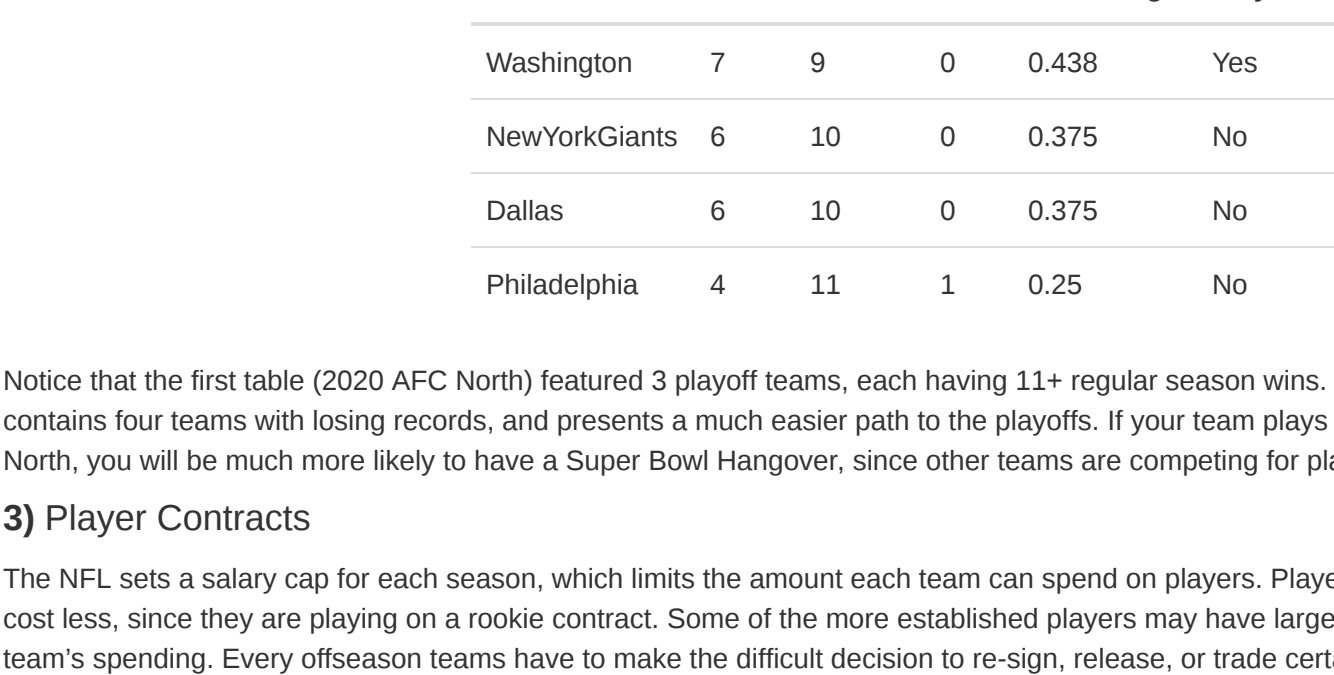 Washington 7 9 0 0.438 Yes
NewYorkGiants 6 10 0 0.375 No
Dallas 6 10 0 0.375 No
Philadelphia 4 11 1 0.25 No
Notice that the first table (2020 AFC North) featured 3 playoff teams, each having 11+ regular season wins.
contains four teams with losing records, and presents a much easier path to the playoffs. If your team plays
North, you will be much more likely to have a Super Bowl Hangover, since other teams are competing for
3) Player Contracts
The NFL sets a salary cap for each season, which limits the amount each team can spend on players.
cost less, since they are playing on a rookie contract. Some of the more established players may have
team’s spending. Every offseason teams have to make the difficult decision to re-sign, release, or trade